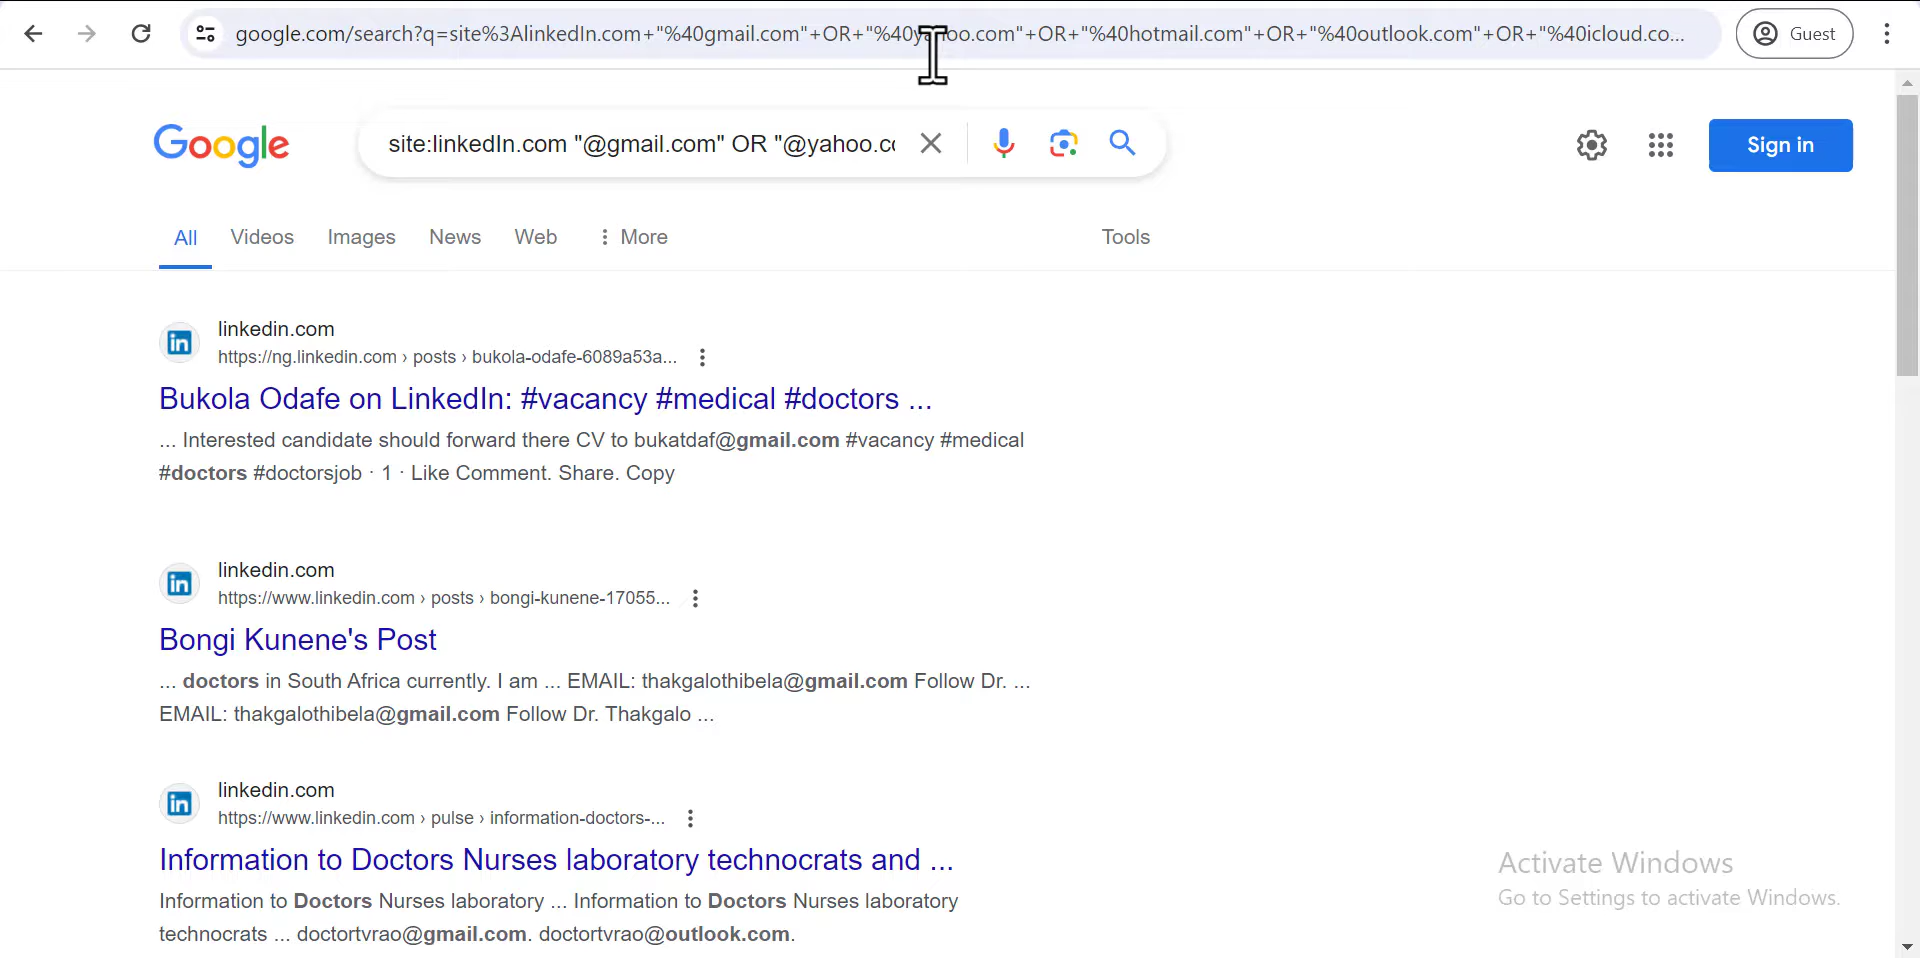 google.com/search?q=site%3AlinkedIn.com+"%40gmail.com"+OR+"%40yahoo.com"+OR+"%40hotmail.com"+OR+"%40outlook.com"+OR+"%40icloud.co...
Guest
Google
site:linkedIn.com "@gmail.com" OR "@yahoo.co
Sign in
All Videos Images News Web More Tools
in linkedin.com
https://ng.linkedin.com › posts › bukola-odafe-6089a53a...
Bukola Odafe on LinkedIn: #vacancy #medical #doctors ...
... Interested candidate should forward there CV to bukatdaf@gmail.com #vacancy #medical
#doctors #doctorsjob · 1 · Like Comment. Share. Copy
in linkedin.com
https://www.linkedin.com › posts › bongi-kunene-17055...
Bongi Kunene's Post
... doctors in South Africa currently. I am ... EMAIL: thakgalothibela@gmail.com Follow Dr. ...
EMAIL: thakgalothibela@gmail.com Follow Dr. Thakgalo ...
in linkedin.com
https://www.linkedin.com › pulse › information-doctors-...
Information to Doctors Nurses laboratory technocrats and ...
Information to Doctors Nurses laboratory ... Information to Doctors Nurses laboratory
technocrats ... doctortvrao@gmail.com. doctortvrao@outlook.com.
Activate Windows
Go to Settings to activate Windows.